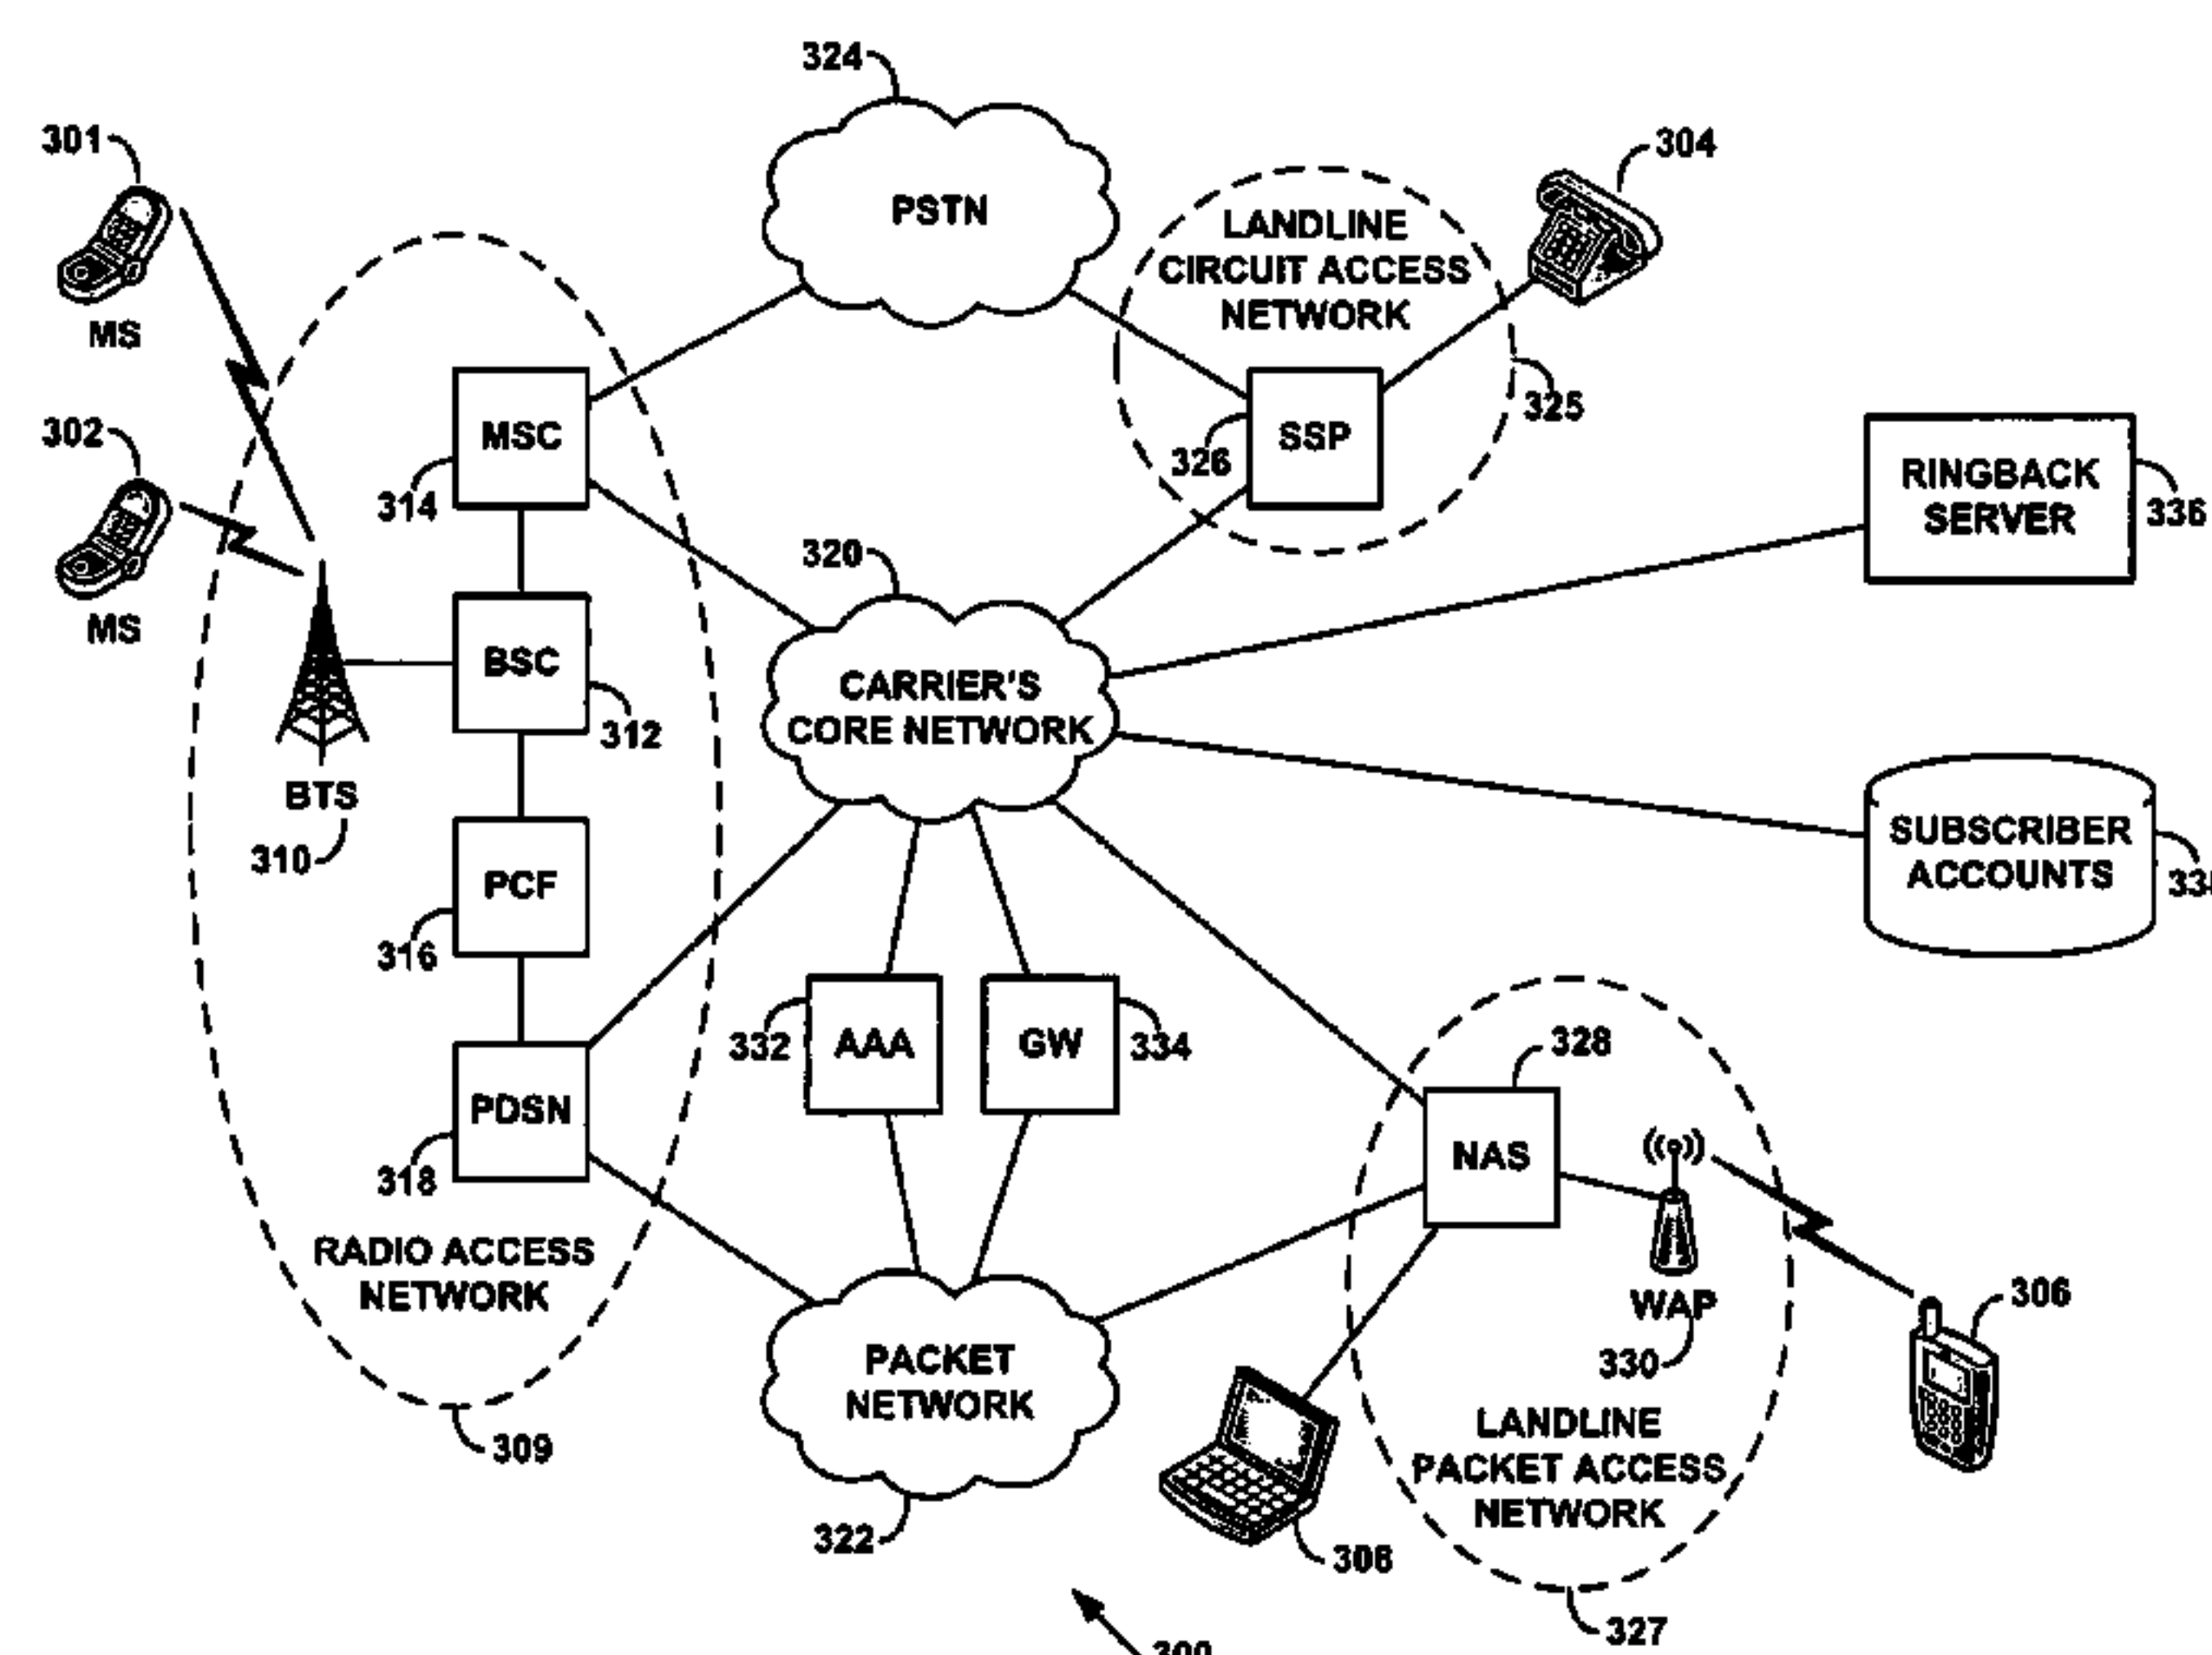 324
301
304
PSTN
LANDLINE
CIRCUIT ACCESS
NETWORK
MS
325
MSC
SSP
326
302
314
RINGBACK
SERVER
336
320
MS
BSC
312
CARRIER'S
CORE NETWORK
BTS
310
SUBSCRIBER
ACCOUNTS
PCF
316
332
AAA
GW
334
328
PDSN
318
NAS
RADIO ACCESS
NETWORK
WAP
330
306
PACKET
NETWORK
309
LANDLINE
PACKET ACCESS
NETWORK
322
327